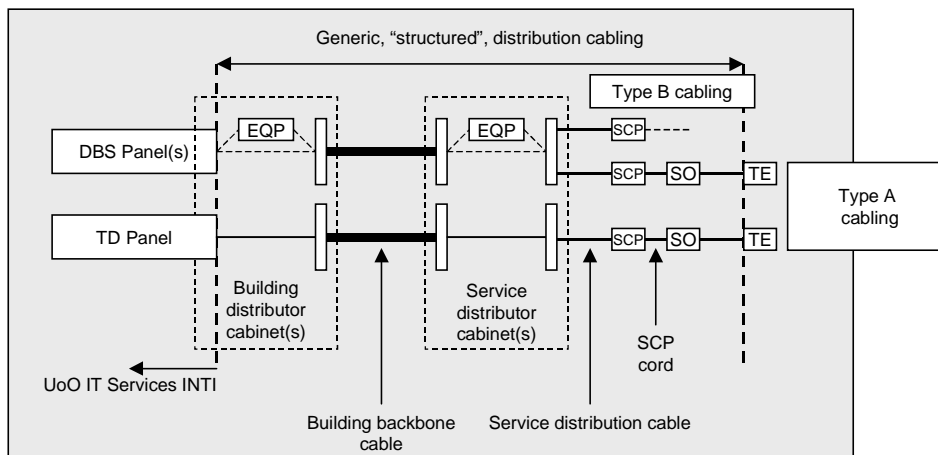 Generic, “structured”, distribution cabling
Type B cabling
EQP
EQP
SCP
DBS Panel(s)
SCP
SO
TE
Type A
cabling
TD Panel
SCP
SO
TE
Building
distributor
cabinet(s)
Service
distributor
cabinet(s)
SCP
cord
UoO IT Services INTI
Building backbone
cable
Service distribution cable